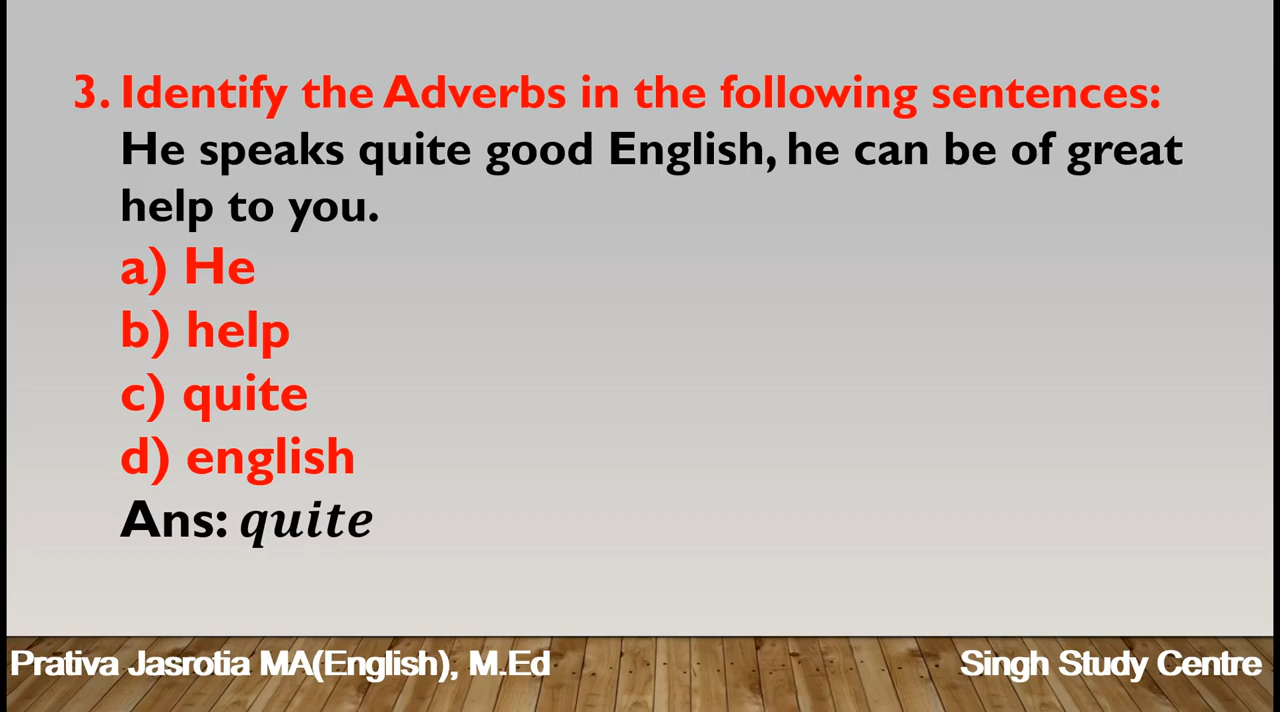 3. Identify the Adverbs in the following sentences:
He speaks quite good English, he can be of great
help to you.
a) He
b) help
c) quite
d) english
Ans: quite
Prativa Jasrotia MA(English), M.Ed
Singh Study Centre